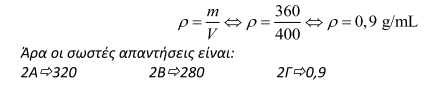 ρ = m/V ⇔ ρ = 360/400 ⇔ ρ = 0,9 g/mL
Άρα οι σωστές απαντήσεις είναι:
2Α⇨320 2Β⇨280 2Γ⇨0,9